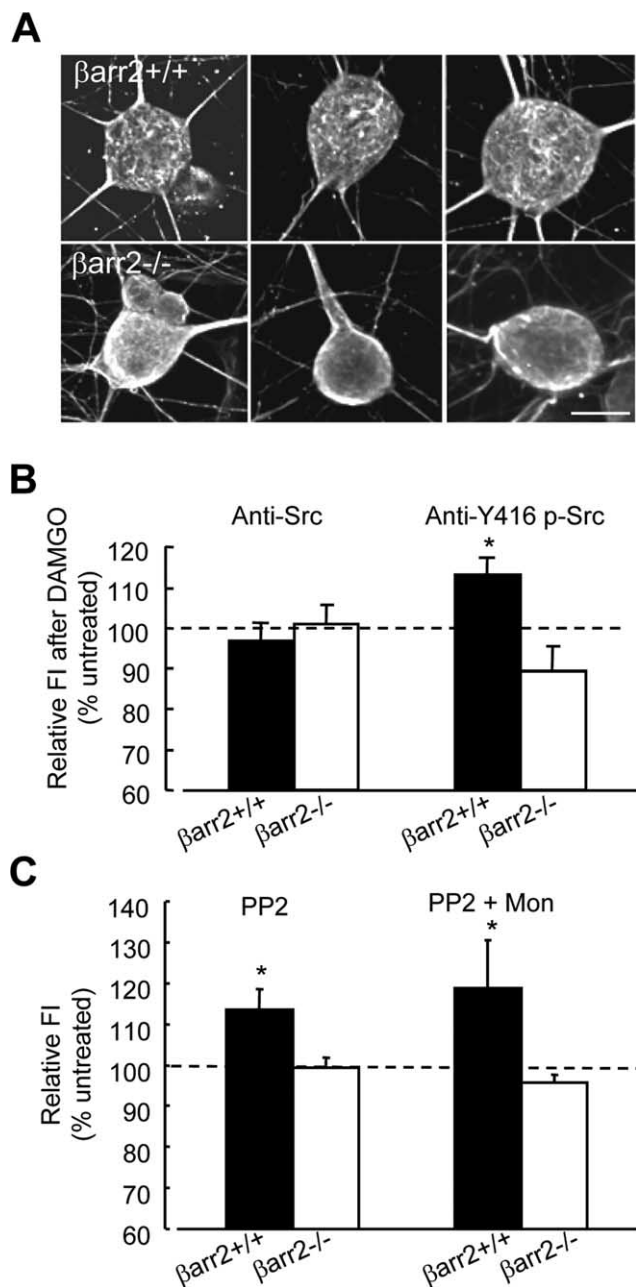 A
βarr2+/+
βarr2-/-
B
Anti-Src
Anti-Y416 p-Src
Relative FI after DAMGO
(% untreated)
120
110
100
90
80
70
60
*
βarr2+/+
βarr2-/-
βarr2+/+
βarr2-/-
C
PP2
PP2 + Mon
Relative FI
(% untreated)
140
130
120
110
100
90
80
70
60
*
*
βarr2+/+
βarr2-/-
βarr2+/+
βarr2-/-